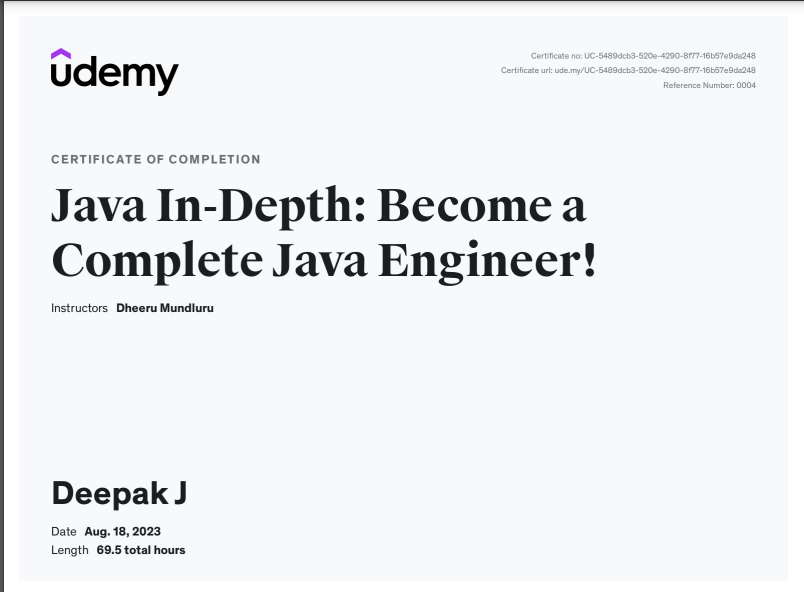 udemy
Certificate no: UC-5489dcb3-520e-4290-8f77-16b57e9da248
Certificate url: ude.my/UC-5489dcb3-520e-4290-8f77-16b57e9da248
Reference Number: 0004
CERTIFICATE OF COMPLETION
Java In-Depth: Become a
Complete Java Engineer!
Instructors Dheeru Mundluru
Deepak J
Date Aug. 18, 2023
Length 69.5 total hours